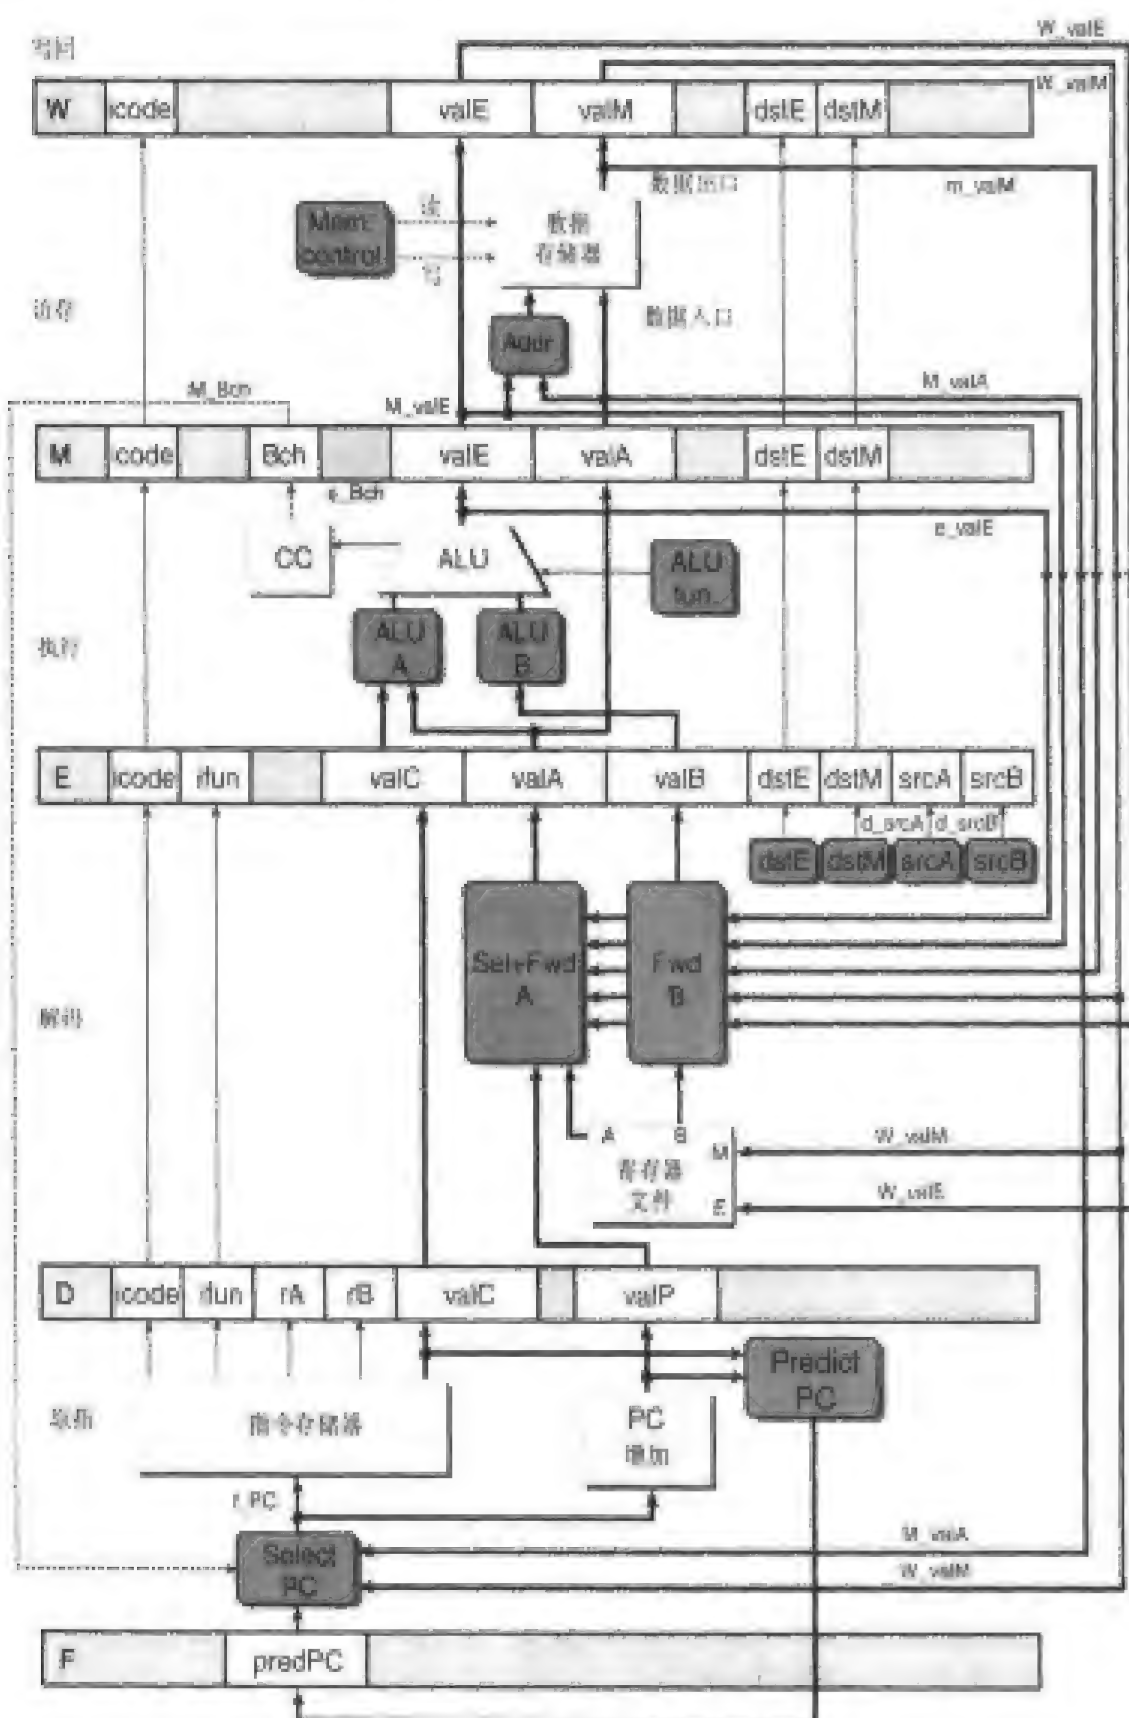 W_valE
写回
W_valM
W icode valE valM dstE dstM
数据出口
m_valM
Mem. control
读
写
数据
存储器
访存
数据入口
Addr
M_Bch
M_valE
M_valA
M icode Bch valE valA dstE dstM
e_Bch
e_valE
CC
ALU
ALU fun.
执行
ALU A
ALU B
E icode ifun valC valA valB dstE dstM srcA srcB
d_srcA d_srcB
dstE dstM srcA srcB
Sel+Fwd A
Fwd B
解码
A B
M
W_valM
寄存器
文件
E
W_valE
D icode ifun rA rB valC valP
Predict PC
取指
指令存储器
PC
增加
f_PC
Select PC
M_valA
W_valM
F predPC